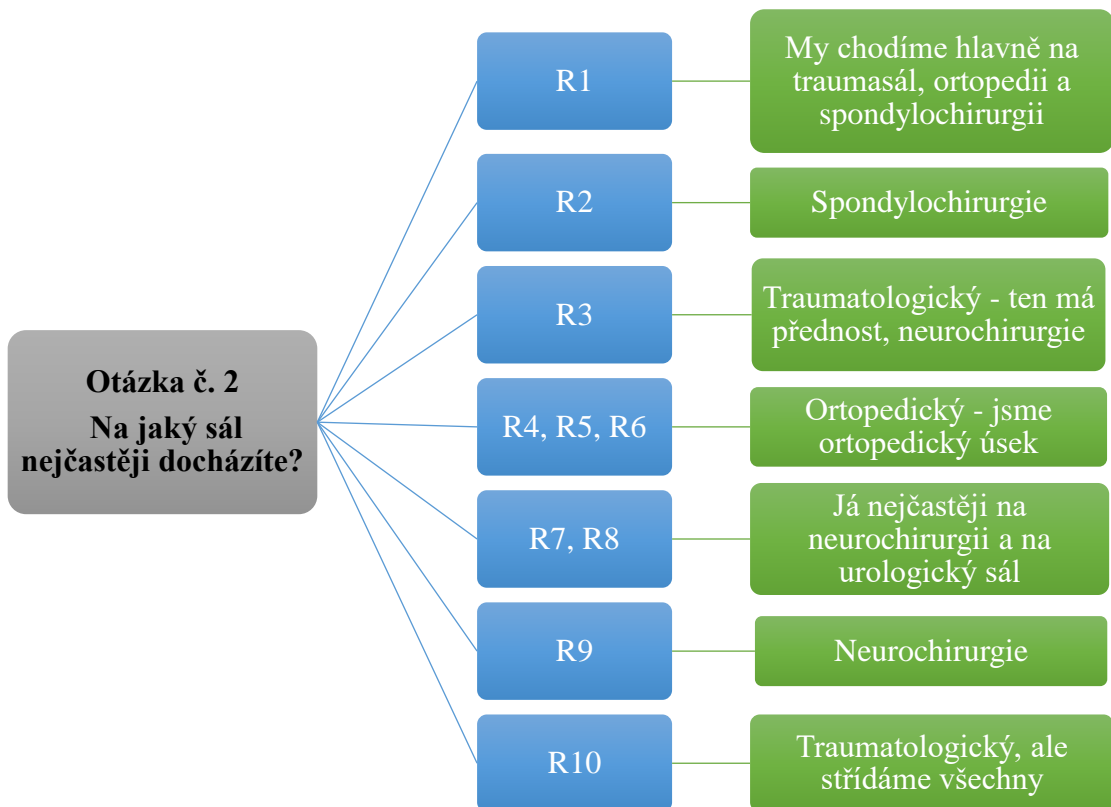 Otázka č. 2
Na jaký sál
nejčastěji docházíte?
R1
My chodíme hlavně na
traumasál, ortopedii a
spondylochirurgii
R2
Spondylochirurgie
R3
Traumatologický - ten má
přednost, neurochirurgie
R4, R5, R6
Ortopedický - jsme
ortopedický úsek
R7, R8
Já nejčastěji na
neurochirurgii a na
urologický sál
R9
Neurochirurgie
R10
Traumatologický, ale
střídáme všechny